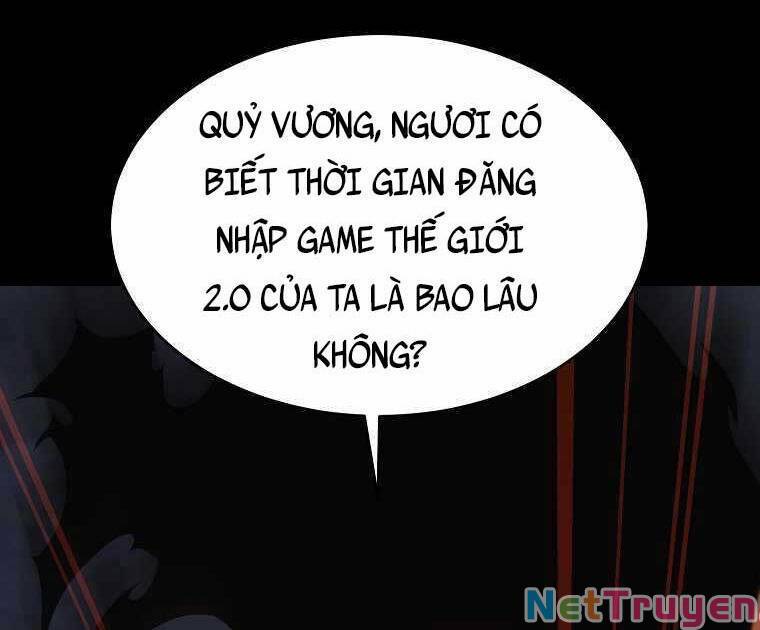 QUỶ VƯƠNG, NGƯƠI CÓ
BIẾT THỜI GIAN ĐĂNG
NHẬP GAME THẾ GIỚI
2.0 CỦA TA LÀ BAO LÂU
KHÔNG?
NetTruyen